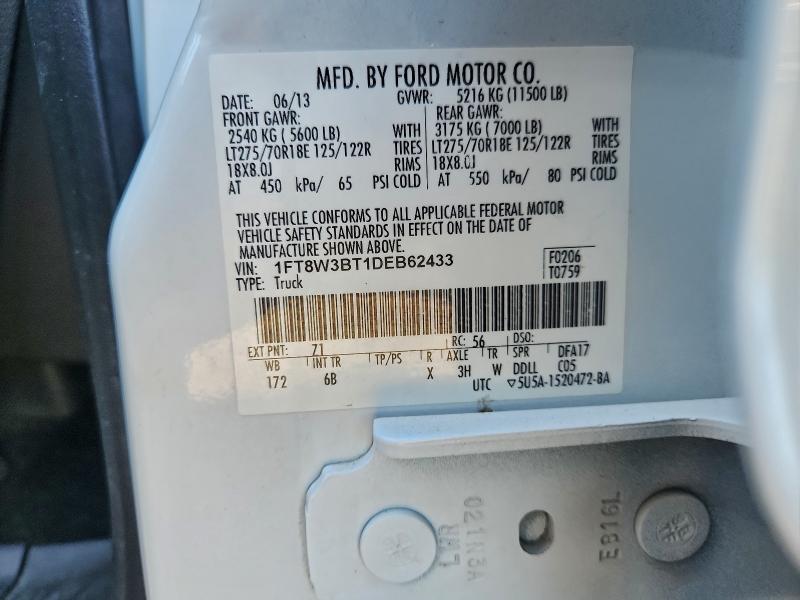 MFD. BY FORD MOTOR CO.
DATE: 06/13 GVWR: 5216 KG (11500 LB)
FRONT GAWR: REAR GAWR:
2540 KG (5600 LB) WITH 3175 KG (7000 LB) WITH
LT275/70R18E 125/122R TIRES LT275/70R18E 125/122R TIRES
18X8.0J RIMS 18X8.0J RIMS
AT 450 kPa/ 65 PSI COLD AT 550 kPa/ 80 PSI COLD
THIS VEHICLE CONFORMS TO ALL APPLICABLE FEDERAL MOTOR
VEHICLE SAFETY STANDARDS IN EFFECT ON THE DATE OF
MANUFACTURE SHOWN ABOVE.
VIN: 1FT8W3BT1DEB62433 F0206
TYPE: Truck T0759
EXT PNT: 71 RC: 56 DSO:
WB INT TR TP/PS R AXLE TR SPR DFA17
172 6B X 3H W DDLL C05
UTC ▽5U5A-1520472-BA
021N3A
EB16L